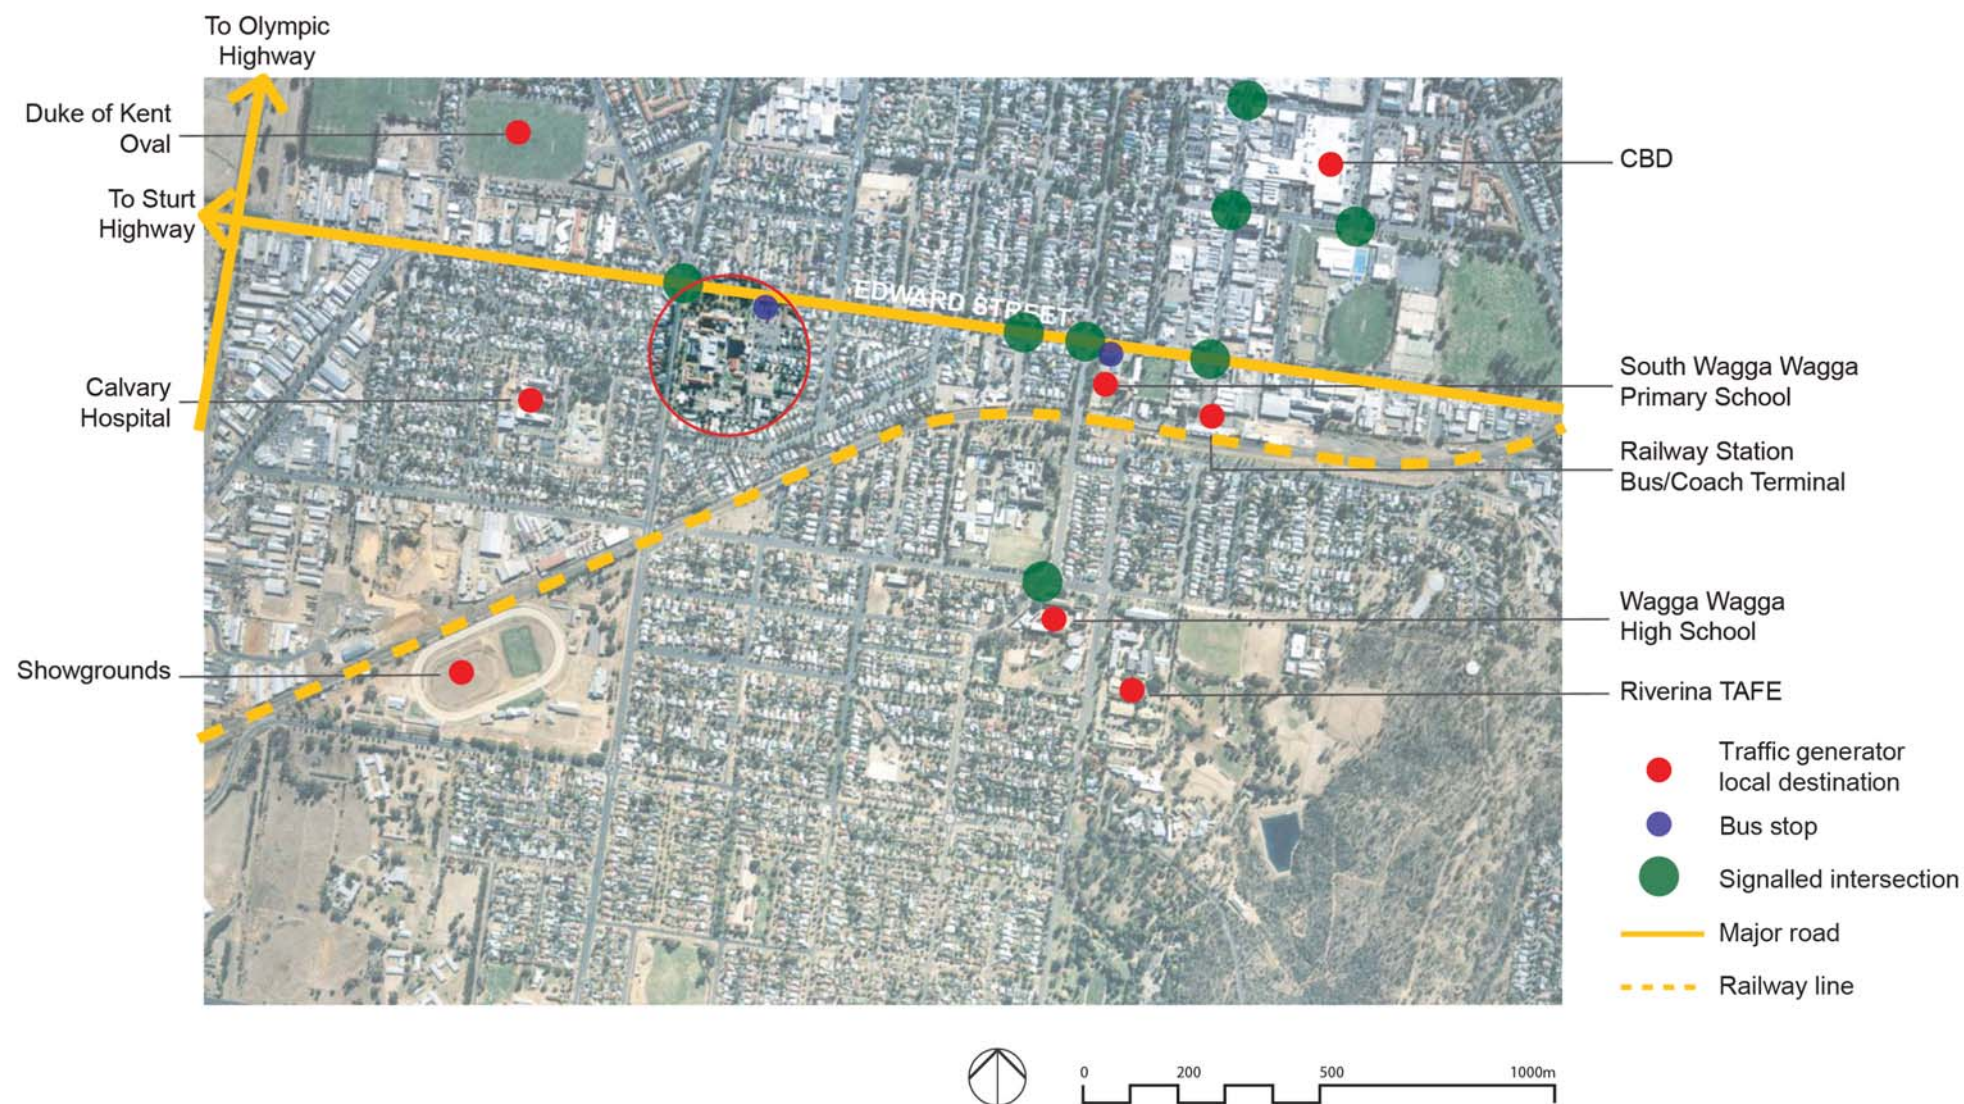 To Olympic
Highway
Duke of Kent
Oval
To Sturt
Highway
Calvary
Hospital
Showgrounds
EDWARD STREET
CBD
South Wagga Wagga
Primary School
Railway Station
Bus/Coach Terminal
Wagga Wagga
High School
Riverina TAFE
Traffic generator
local destination
Bus stop
Signalled intersection
Major road
Railway line
0 200 500 1000m